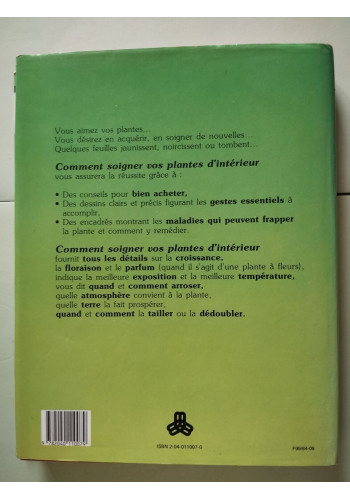 Vous aimez vos plantes...
Vous désirez en acquérir, en soigner de nouvelles...
Quelques feuilles jaunissent, noircissent ou tombent...
Comment soigner vos plantes d'intérieur
vous assurera la réussite grâce à :
• Des conseils pour bien acheter,
• Des dessins clairs et précis figurant les gestes essentiels à
accomplir,
• Des encadrés montrant les maladies qui peuvent frapper
la plante et comment y remédier.
Comment soigner vos plantes d'intérieur
fournit tous les détails sur la croissance,
la floraison et le parfum (quand il s'agit d'une plante à fleurs),
indique la meilleure exposition et la meilleure température,
vous dit quand et comment arroser,
quelle atmosphère convient à la plante,
quelle terre la fait prospérer,
quand et comment la tailler ou la dédoubler.
ISBN 2-04-011007-0